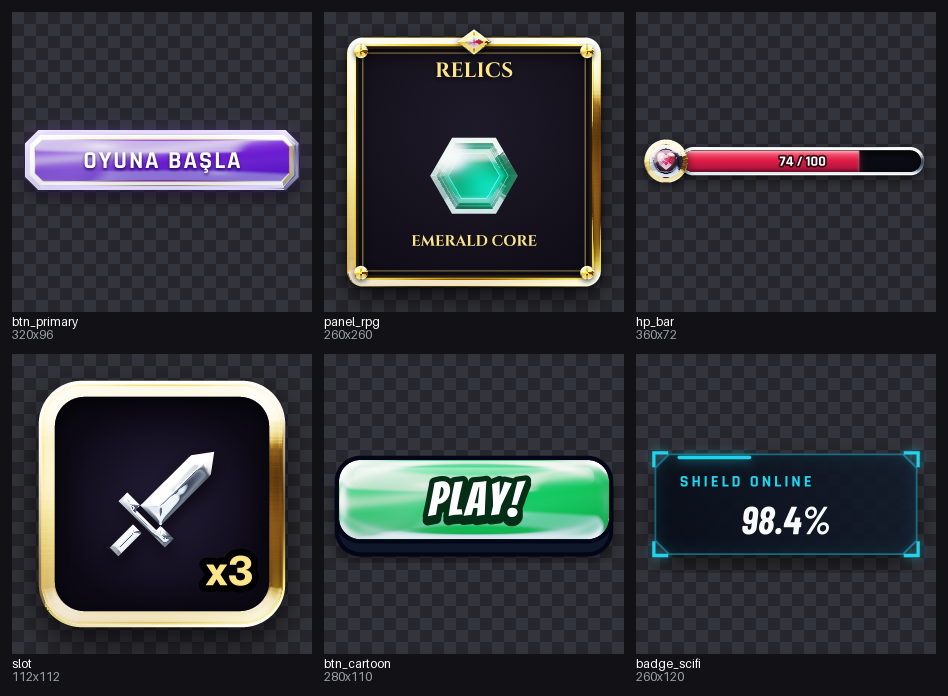 OYUNA BAŞLA
btn_primary
320x96
RELICS
EMERALD CORE
panel_rpg
260x260
74 / 100
hp_bar
360x72
x3
slot
112x112
PLAY!
btn_cartoon
280x110
SHIELD ONLINE
98.4%
badge_scifi
260x120